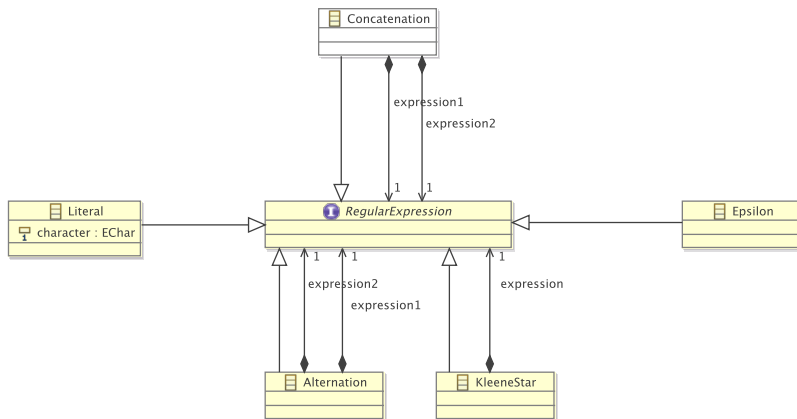 Concatenation
expression1
expression2
1
1
Literal
character : EChar
RegularExpression
Epsilon
1
1
1
expression2
expression
expression1
Alternation
KleeneStar